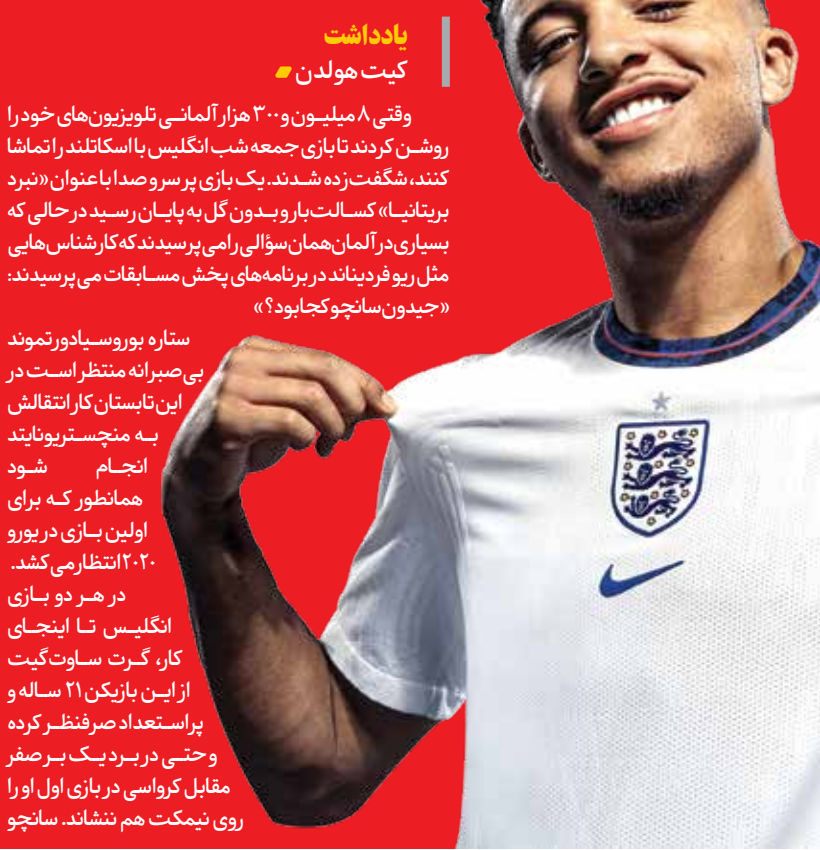 یادداشت
کیت هولدن
وقتی ۸ میلیون و ۳۰۰ هزار آلمانی تلویزیون‌های خود را
روشن کردند تا بازی جمعه شب انگلیس با اسکاتلند را تماشا
کنند، شگفت زده شدند. یک بازی پر سر و صدا با عنوان «نبرد
بریتانیا» کسالت‌بار و بدون گل به پایان رسید در حالی که
بسیاری در آلمان همان سؤالی را می پرسیدند که کارشناس‌هایی
مثل ریو فردیناند در برنامه‌های پخش مسابقات می پرسیدند:
«جیدون سانچو کجا بود؟»
ستاره بوروسیا دورتموند
بی صبرانه منتظر است در
این تابستان کار انتقالش
به منچستریونایتد
انجام شود
همانطور که برای
اولین بازی در یورو
۲۰۲۰ انتظار می کشد.
در هر دو بازی
انگلیس تا اینجای
کار، گرت ساوت‌گیت
از این بازیکن ۲۱ ساله و
پراستعداد صرفنظر کرده
و حتی در برد یک بر صفر
مقابل کرواسی در بازی اول او را
روی نیمکت هم ننشاند. سانچو